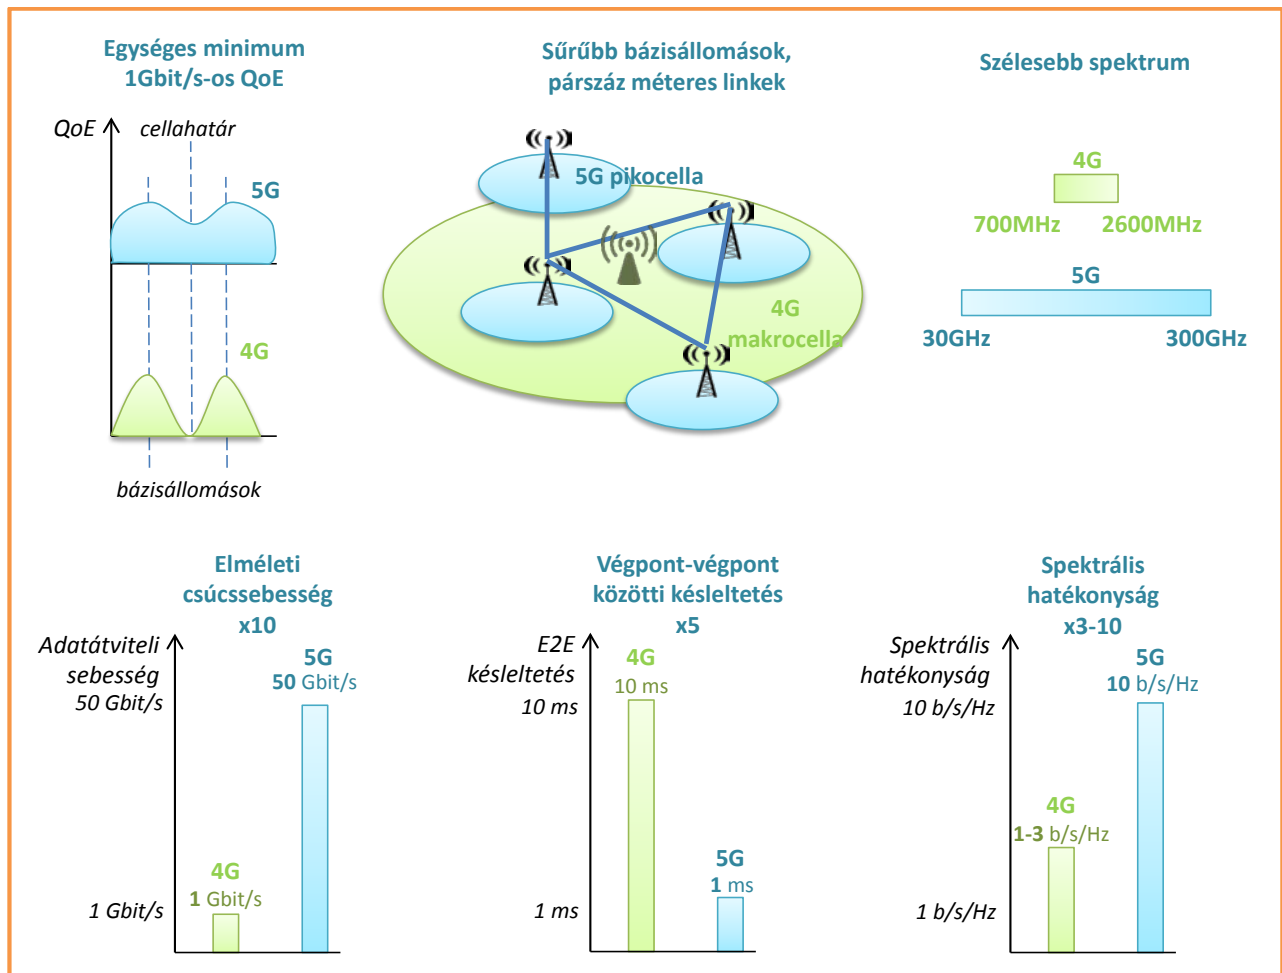 Egységes minimum
1Gbit/s-os QoE
QoE
cellahatár
5G
4G
bázisállomások
Sűrűbb bázisállomások,
párszáz méteres linkek
5G pikocella
4G
makrocella
Szélesebb spektrum
4G
700MHz
2600MHz
5G
30GHz
300GHz
Elméleti
csúcssebesség
x10
Adatátviteli
sebesség
50 Gbit/s
5G
50 Gbit/s
4G
1 Gbit/s
1 Gbit/s
Végpont-végpont
közötti késleltetés
x5
E2E
késleltetés
10 ms
4G
10 ms
5G
1 ms
1 ms
Spektrális
hatékonyság
x3-10
Spektrális
hatékonyság
10 b/s/Hz
5G
10 b/s/Hz
4G
1-3 b/s/Hz
1 b/s/Hz